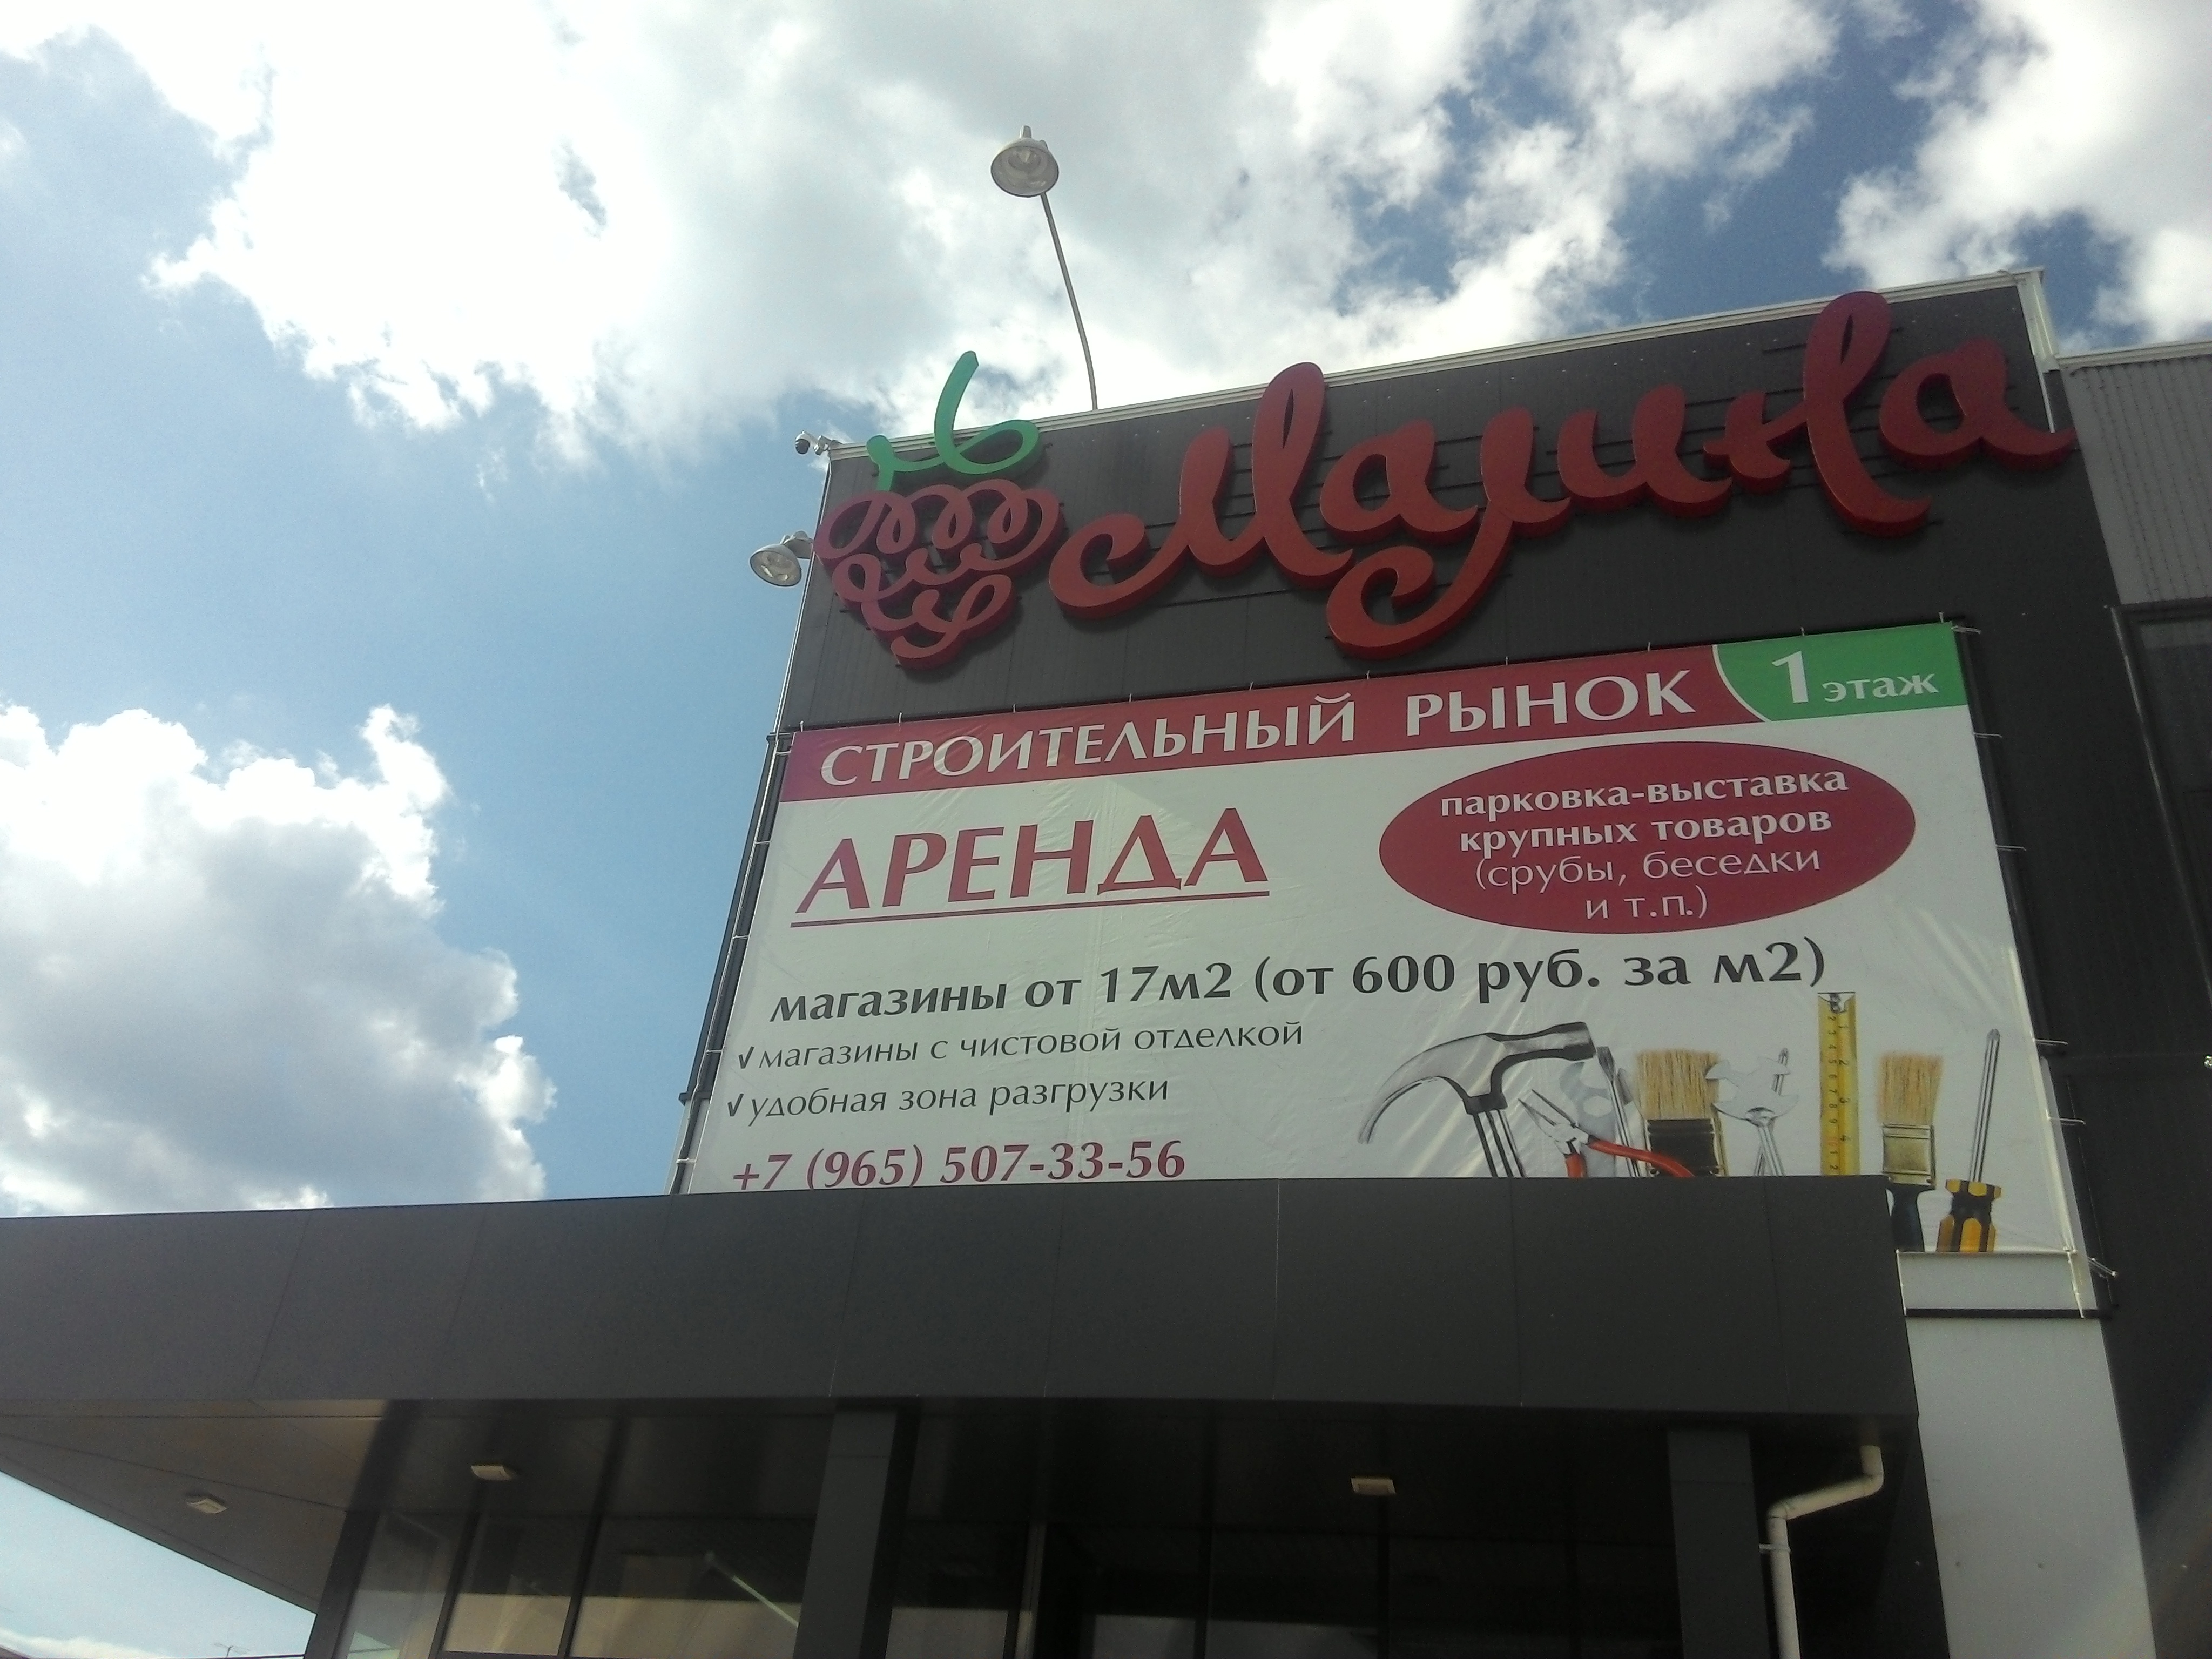 Малина
СТРОИТЕЛЬНЫЙ РЫНОК
1 этаж
АРЕНДА
парковка-выставка
крупных товаров
(срубы, беседки
и т.п.)
магазины от 17м2 (от 600 руб. за м2)
✓ магазины с чистовой отделкой
✓ удобная зона разгрузки
+7 (965) 507-33-56